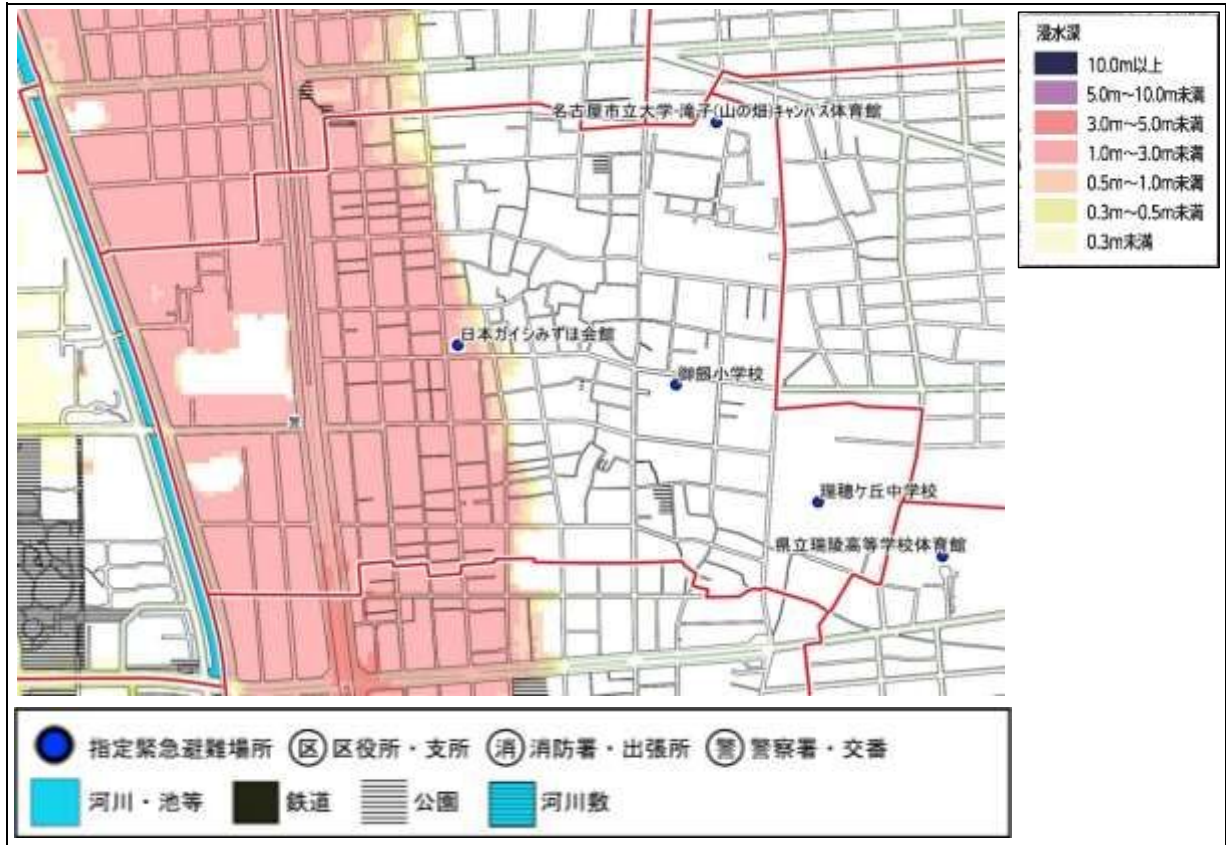 浸水深
10.0m以上
5.0m～10.0m未満
3.0m～5.0m未満
1.0m～3.0m未満
0.5m～1.0m未満
0.3m～0.5m未満
0.3m未満
名古屋市立大学・滝子(山の畑)キャンパス体育館
日本ガイシみずほ会館
御劔小学校
瑞穂ケ丘中学校
県立瑞陵高等学校体育館
警
指定緊急避難場所 区 区役所・支所 消 消防署・出張所 警 警察署・交番
河川・池等 鉄道 公園 河川敷